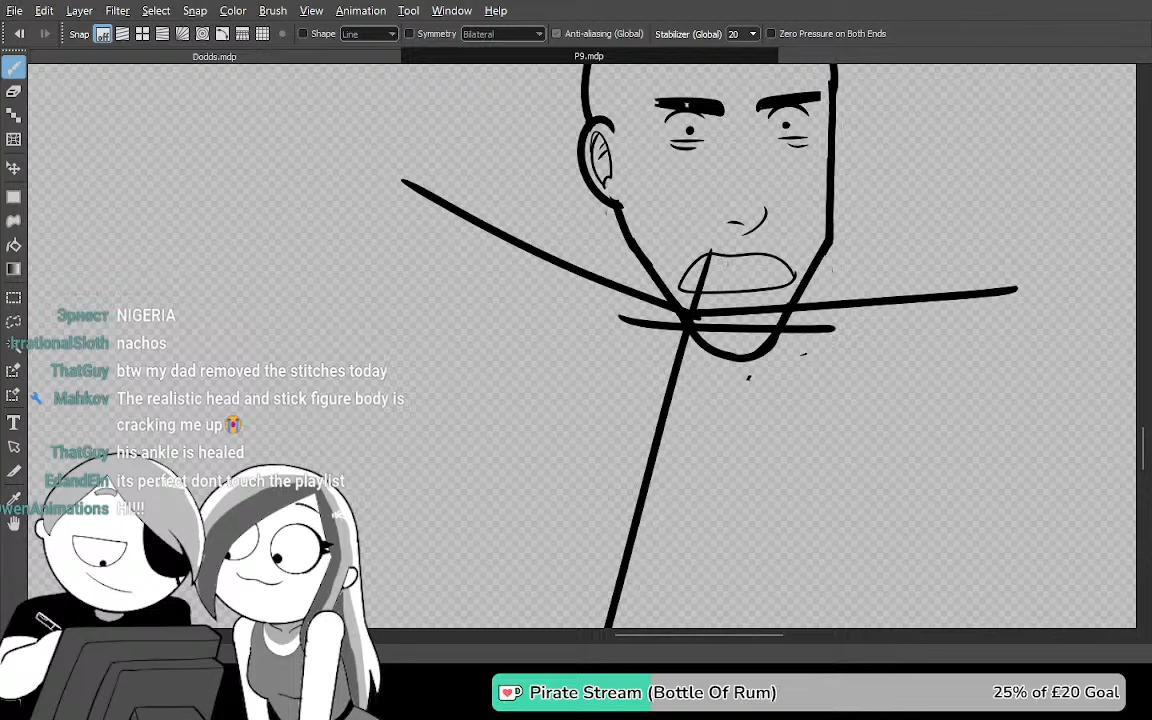 File Edit Layer Filter Select Snap Color Brush View Animation Tool Window Help
Snap off Shape Line Symmetry Bilateral Anti-aliasing (Global) Stabilizer (Global) 20 Zero Pressure on Both Ends
Dodds.mdp P9.mdp
Эрнест NIGERIA
IrrationalSloth nachos
ThatGuy btw my dad removed the stitches today
Mahkov The realistic head and stick figure body is
cracking me up😭
ThatGuy his ankle is healed
EdandEin its perfect dont touch the playlist
wenAnimations Hi!!!
Pirate Stream (Bottle Of Rum) 25% of £20 Goal